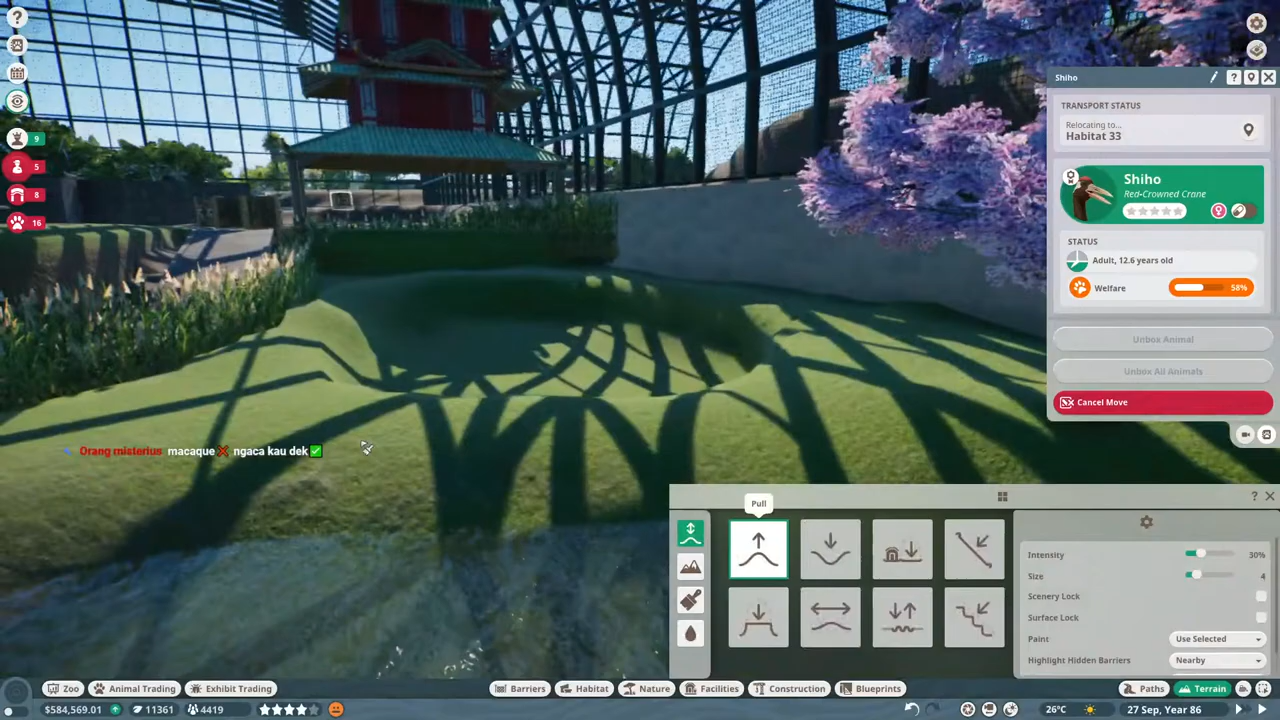 ?
Shiho
?
TRANSPORT STATUS
Relocating to...
Habitat 33
9
5
8
16
Shiho
Red-Crowned Crane
STATUS
Adult, 12.6 years old
Welfare
58%
Unbox Animal
Unbox All Animals
Cancel Move
Orang misterius macaque ❌ ngaca kau dek ✅
Pull
?
Intensity
30%
Size
4
Scenery Lock
Surface Lock
Paint
Use Selected
Highlight Hidden Barriers
Nearby
Zoo
Animal Trading
Exhibit Trading
Barriers
Habitat
Nature
Facilities
Construction
Blueprints
Paths
Terrain
$584,569.01
11361
4419
26°C
27 Sep, Year 86